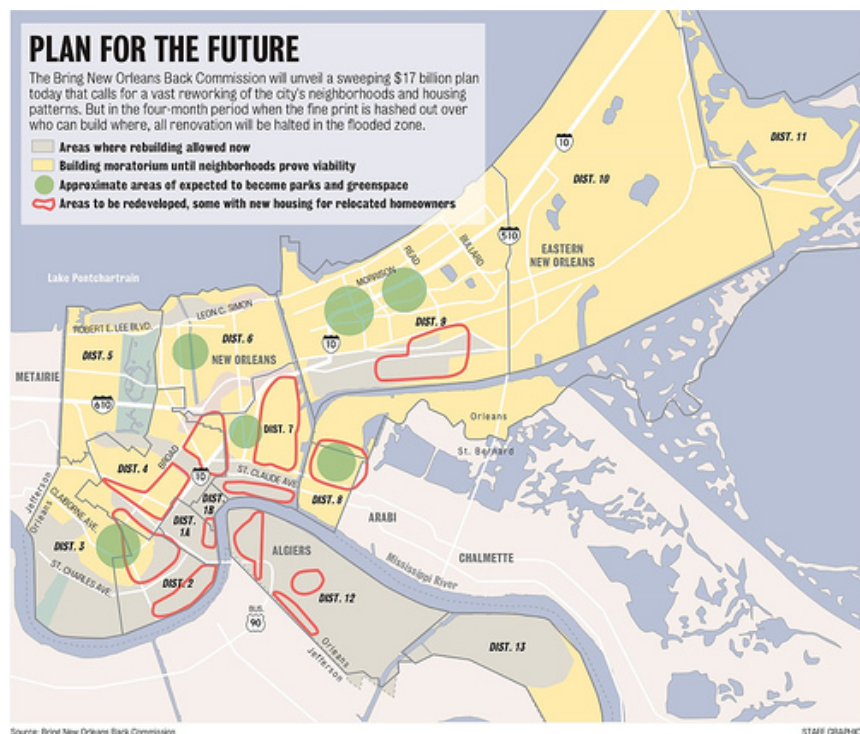 PLAN FOR THE FUTURE
The Bring New Orleans Back Commission will unveil a sweeping $17 billion plan
today that calls for a vast reworking of the city's neighborhoods and housing
patterns. But in the four-month period when the fine print is hashed out over
who can build where, all renovation will be halted in the flooded zone.
Areas where rebuilding allowed now
Building moratorium until neighborhoods prove viability
Approximate areas of expected to become parks and greenspace
Areas to be redeveloped, some with new housing for relocated homeowners
DIST. 11
10
DIST. 10
510
BULLARD
READ
MORRISON
EASTERN
NEW ORLEANS
Lake Pontchartrain
LEON C. SIMON
ROBERT E. LEE BLVD.
DIST. 9
DIST. 6
10
DIST. 5
NEW ORLEANS
METAIRIE
610
Orleans
St. Bernard
DIST. 7
BROAD
DIST. 4
10
ST. CLAUDE AVE.
DIST. 8
Jefferson
Orleans
CLAIBORNE AVE.
DIST. 1B
DIST. 1A
ARABI
DIST. 3
ALGIERS
CHALMETTE
Mississippi River
ST. CHARLES AVE.
DIST. 2
DIST. 12
BUS.
90
Orleans
Jefferson
DIST. 13
Source: Bring New Orleans Back Commission
STAFF GRAPHIC